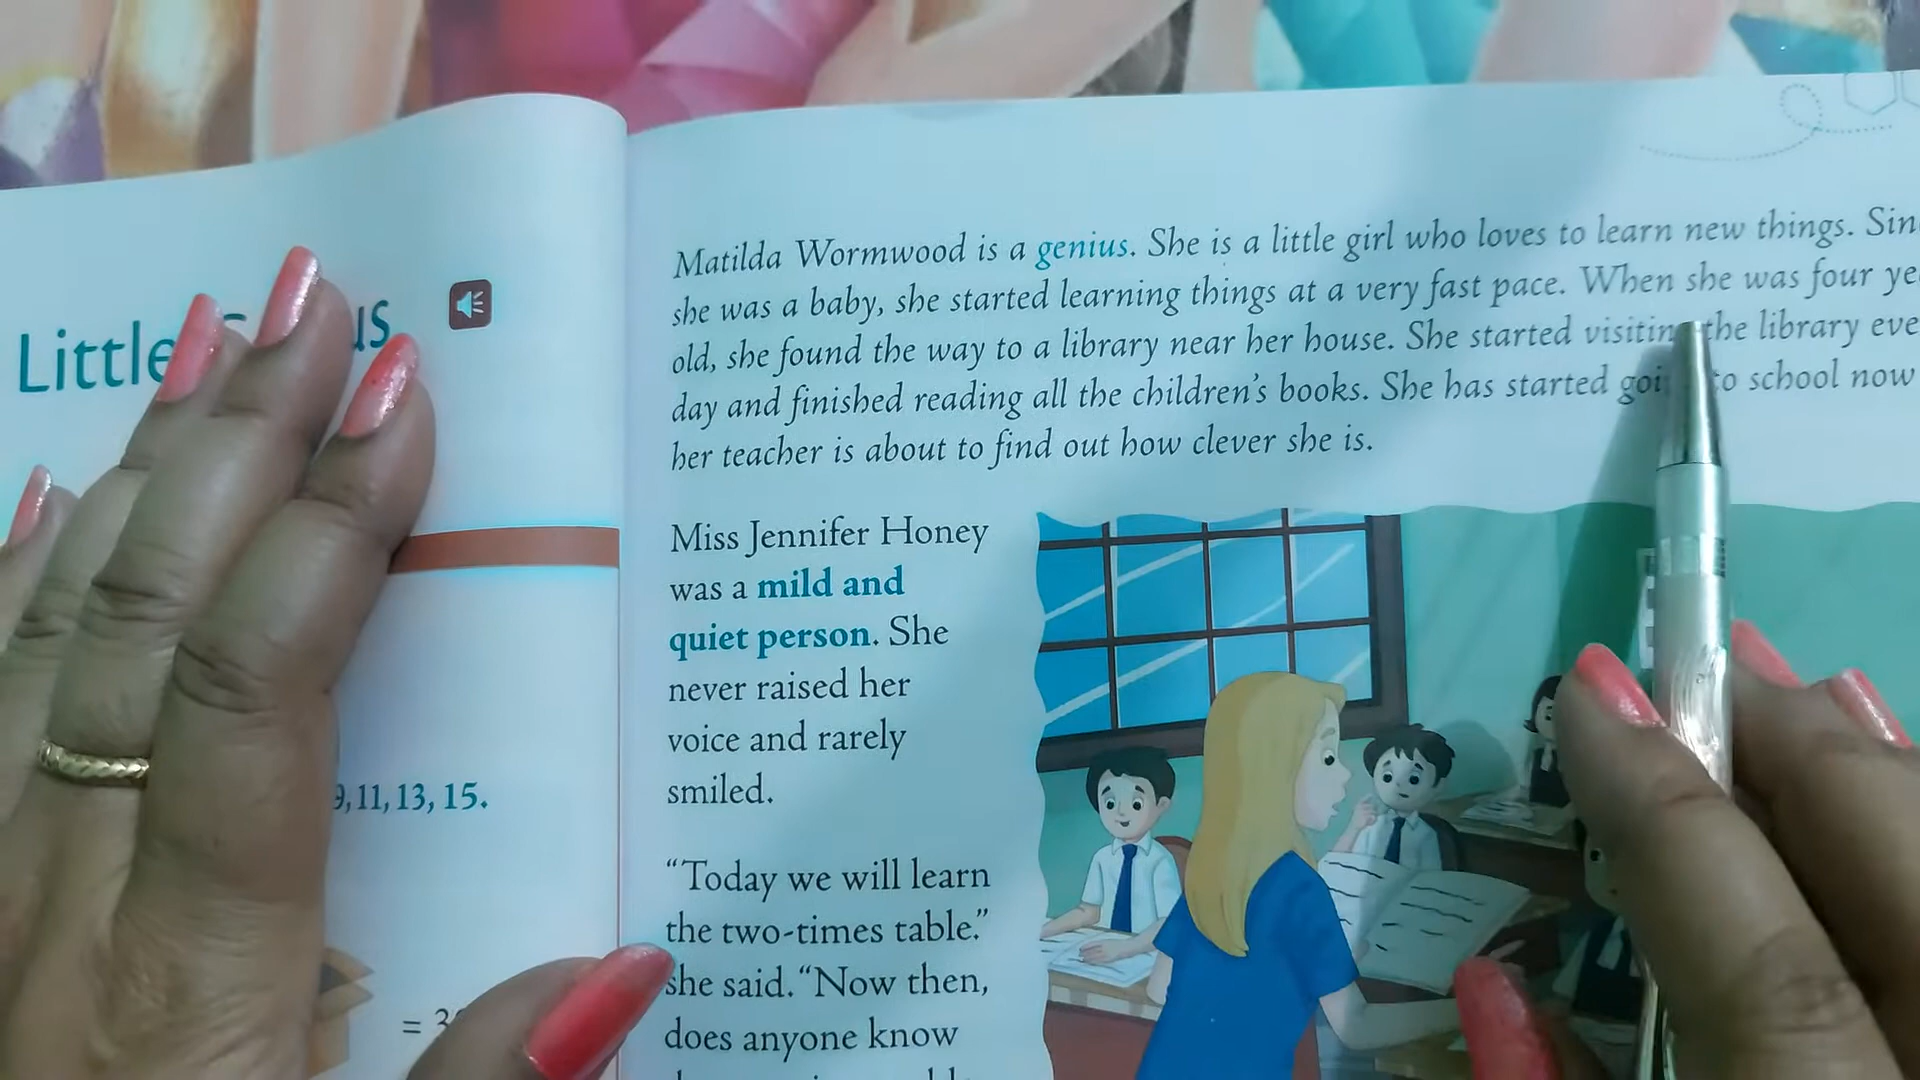 Little
9, 11, 13, 15.
Matilda Wormwood is a genius. She is a little girl who loves to learn new things.
she was a baby, she started learning things at a very fast pace. When she was four
old, she found the way to a library near her house. She started the library
day and finished reading all the children's books. She has started school now
her teacher is about to find out how clever she is.
Miss Jennifer Honey
was a mild and
quiet person. She
never raised her
voice and rarely
smiled.
“Today we will learn
the two-times table.”
she said. “Now then,
does anyone know